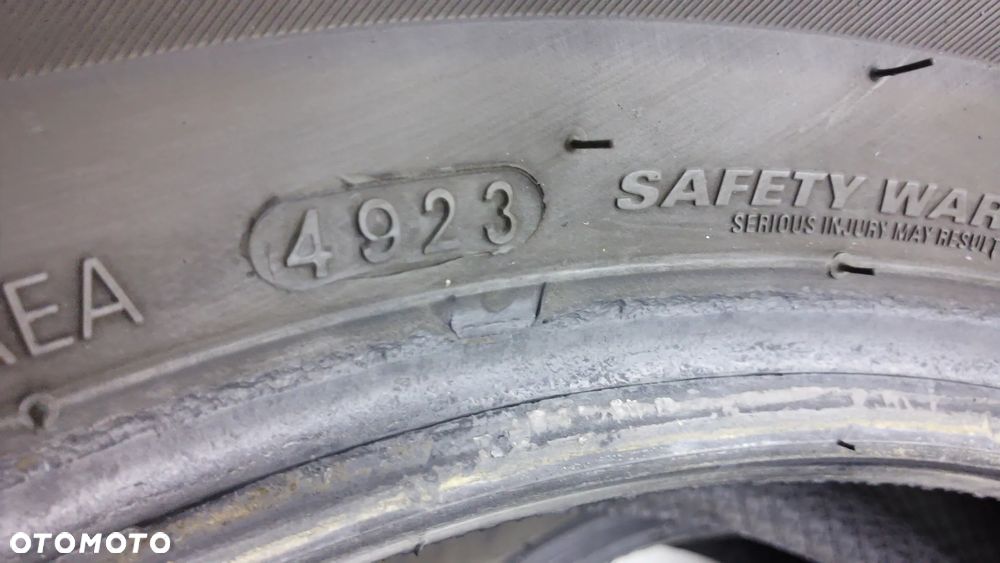 4923
SAFETY WAR
SERIOUS INJURY MAY RESULT
EA
OTOMOTO